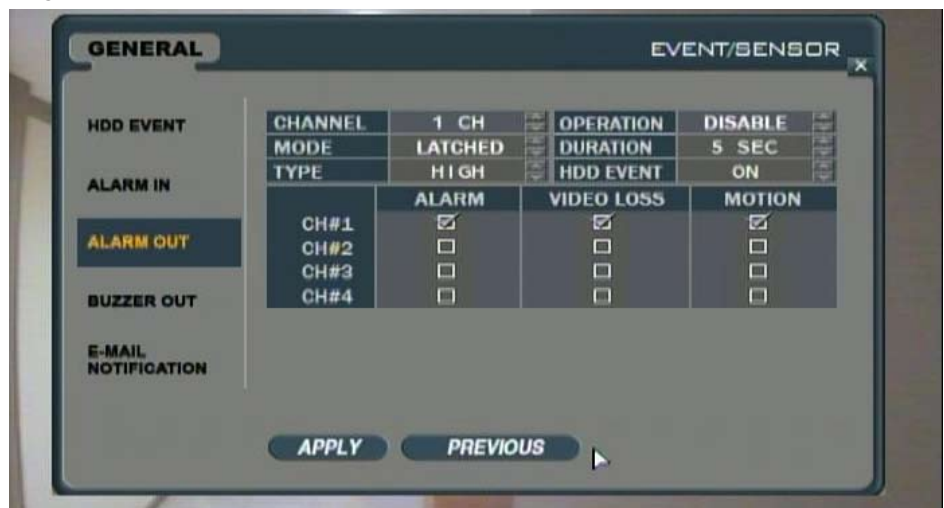 GENERAL
EVENT/SENSOR
HDD EVENT
ALARM IN
ALARM OUT
BUZZER OUT
E-MAIL
NOTIFICATION
CHANNEL 1 CH OPERATION DISABLE
MODE LATCHED DURATION 5 SEC
TYPE HIGH HDD EVENT ON
ALARM VIDEO LOSS MOTION
CH#1
CH#2
CH#3
CH#4
APPLY PREVIOUS